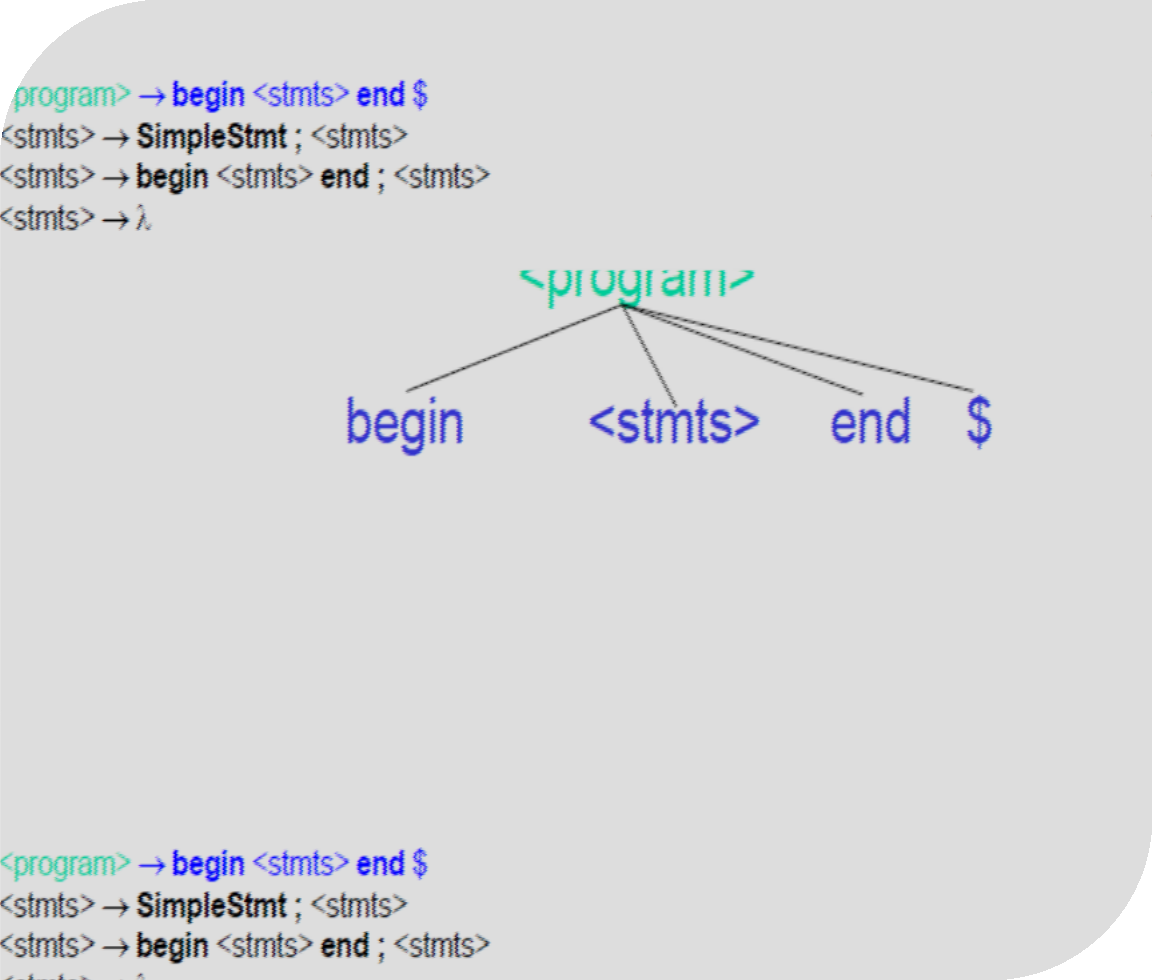 program> → begin <stmts> end $
<stmts> → SimpleStmt ; <stmts>
<stmts> → begin <stmts> end ; <stmts>
<stmts> → λ
<program>
begin <stmts> end $
<program> → begin <stmts> end $
<stmts> → SimpleStmt ; <stmts>
<stmts> → begin <stmts> end ; <stmts>